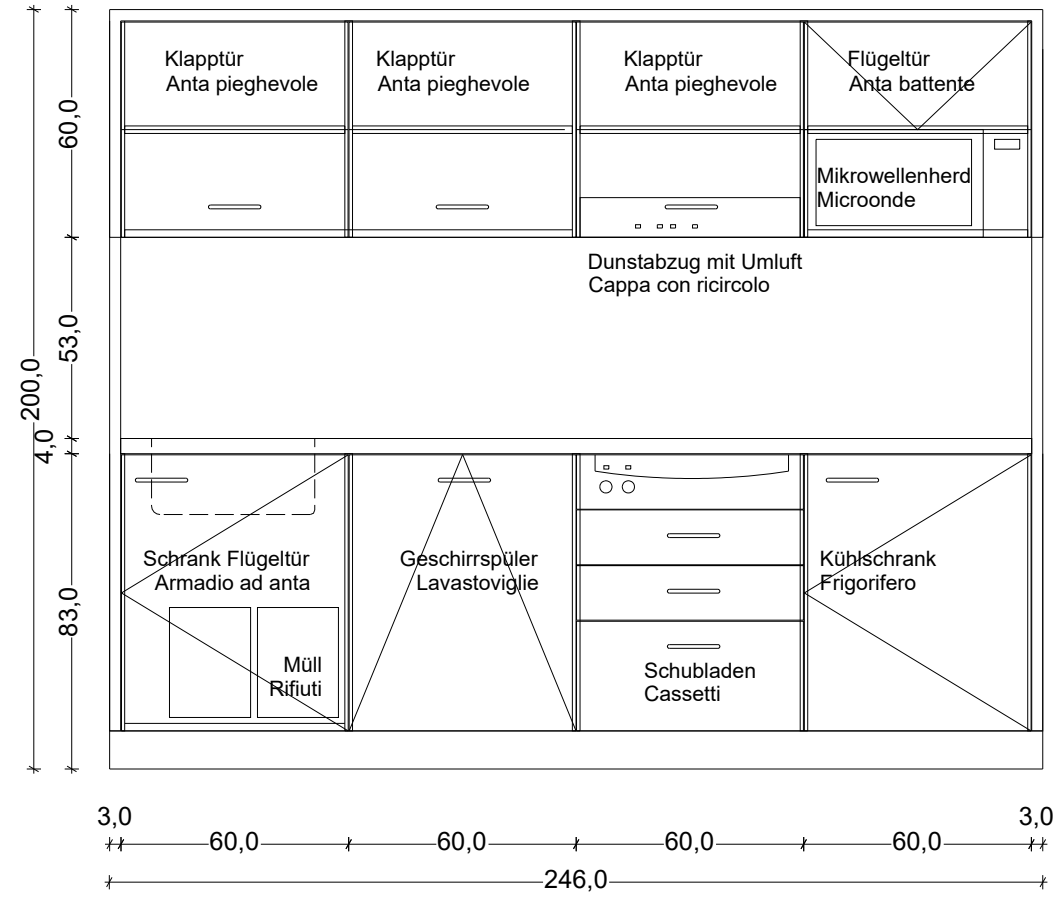 Klapptür
Anta pieghevole
Klapptür
Anta pieghevole
Klapptür
Anta pieghevole
Flügeltür
Anta battente
60,0
Mikrowellenherd
Microonde
Dunstabzug mit Umluft
Cappa con ricircolo
53,0
200,0
4,0
Schrank Flügeltür
Armadio ad anta
Geschirrspüler
Lavastoviglie
Kühlschrank
Frigorifero
83,0
Müll
Rifiuti
Schubladen
Cassetti
3,0
3,0
60,0
60,0
60,0
60,0
246,0